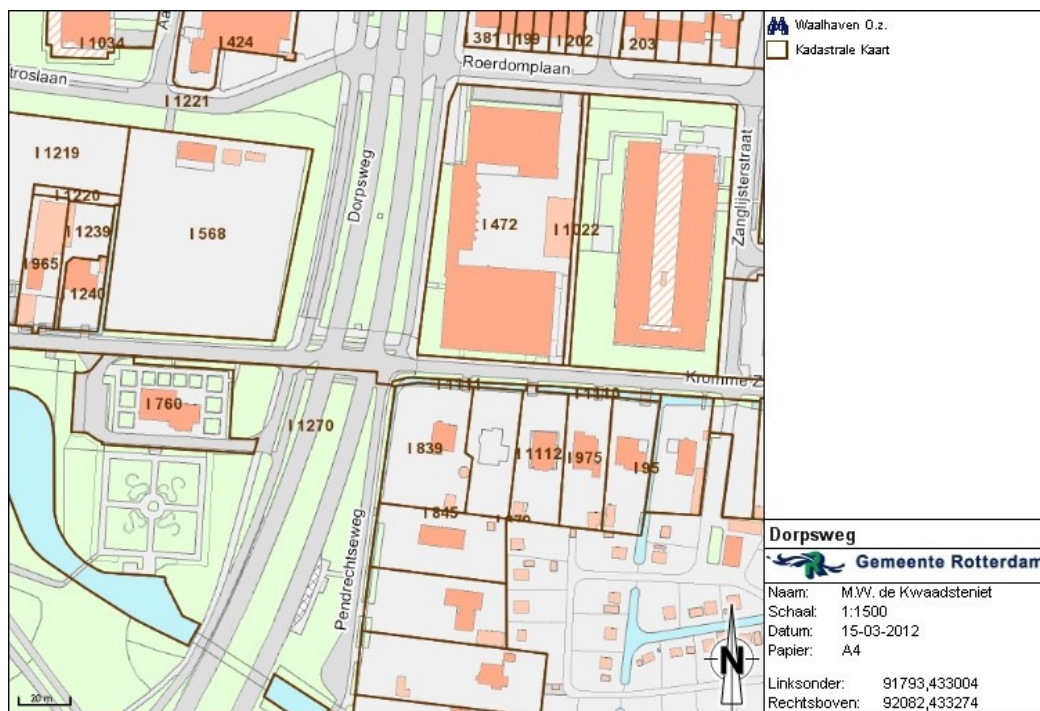 I 1034
I 424
I 381
I 199
I 202
I 203
Roerdomplaan
troslaan
I 1221
I 1219
I 1220
I 1239
I 568
I 965
I 1240
Dorpsweg
I 472
I 1022
Zanglijsterstraat
Kromme Z
I 1111
I 1110
I 760
I 1270
I 839
I 1112
I 975
I 95
I 845
Pendrechtseweg
20 m
N
Waalhaven O.z.
Kadastrale Kaart
Dorpsweg
Gemeente Rotterdam
Naam: M.W. de Kwaadsteniet
Schaal: 1:1500
Datum: 15-03-2012
Papier: A4
Linksonder: 91793,433004
Rechtsboven: 92082,433274